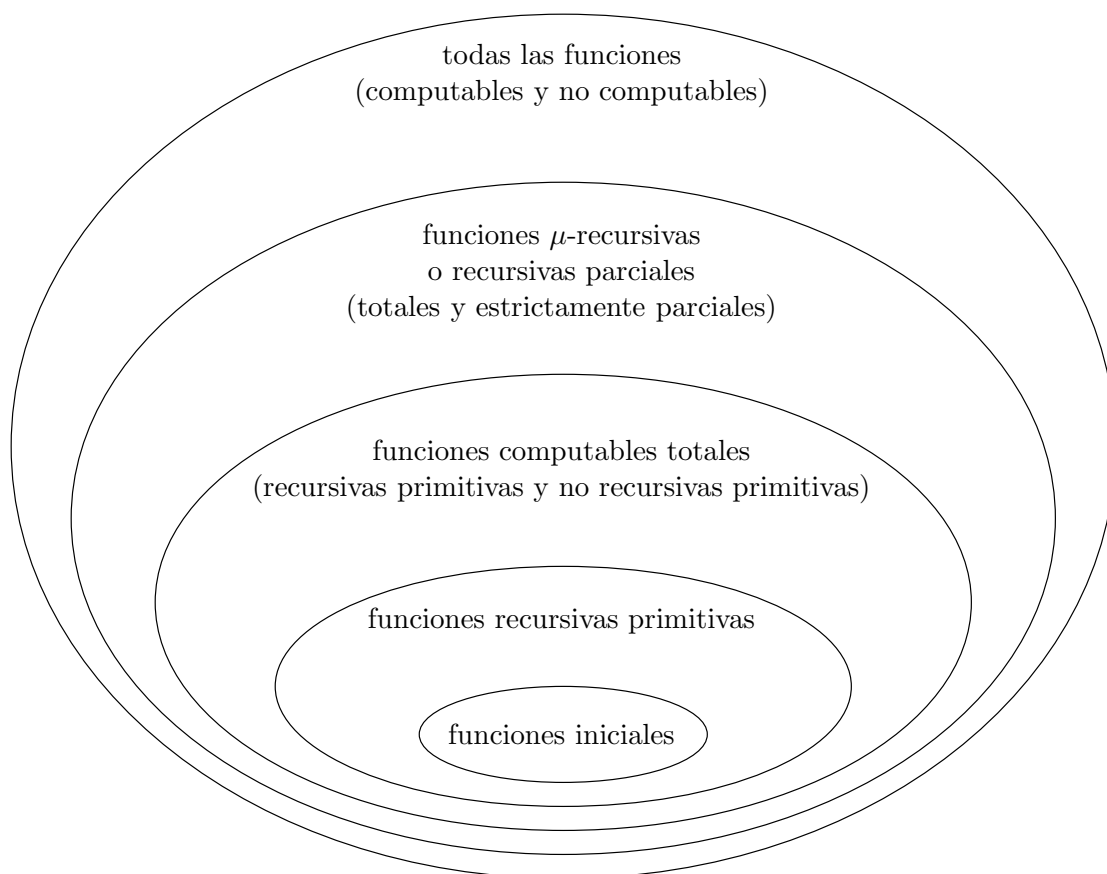 todas las funciones
(computables y no computables)
funciones μ-recursivas
o recursivas parciales
(totales y estrictamente parciales)
funciones computables totales
(recursivas primitivas y no recursivas primitivas)
funciones recursivas primitivas
funciones iniciales